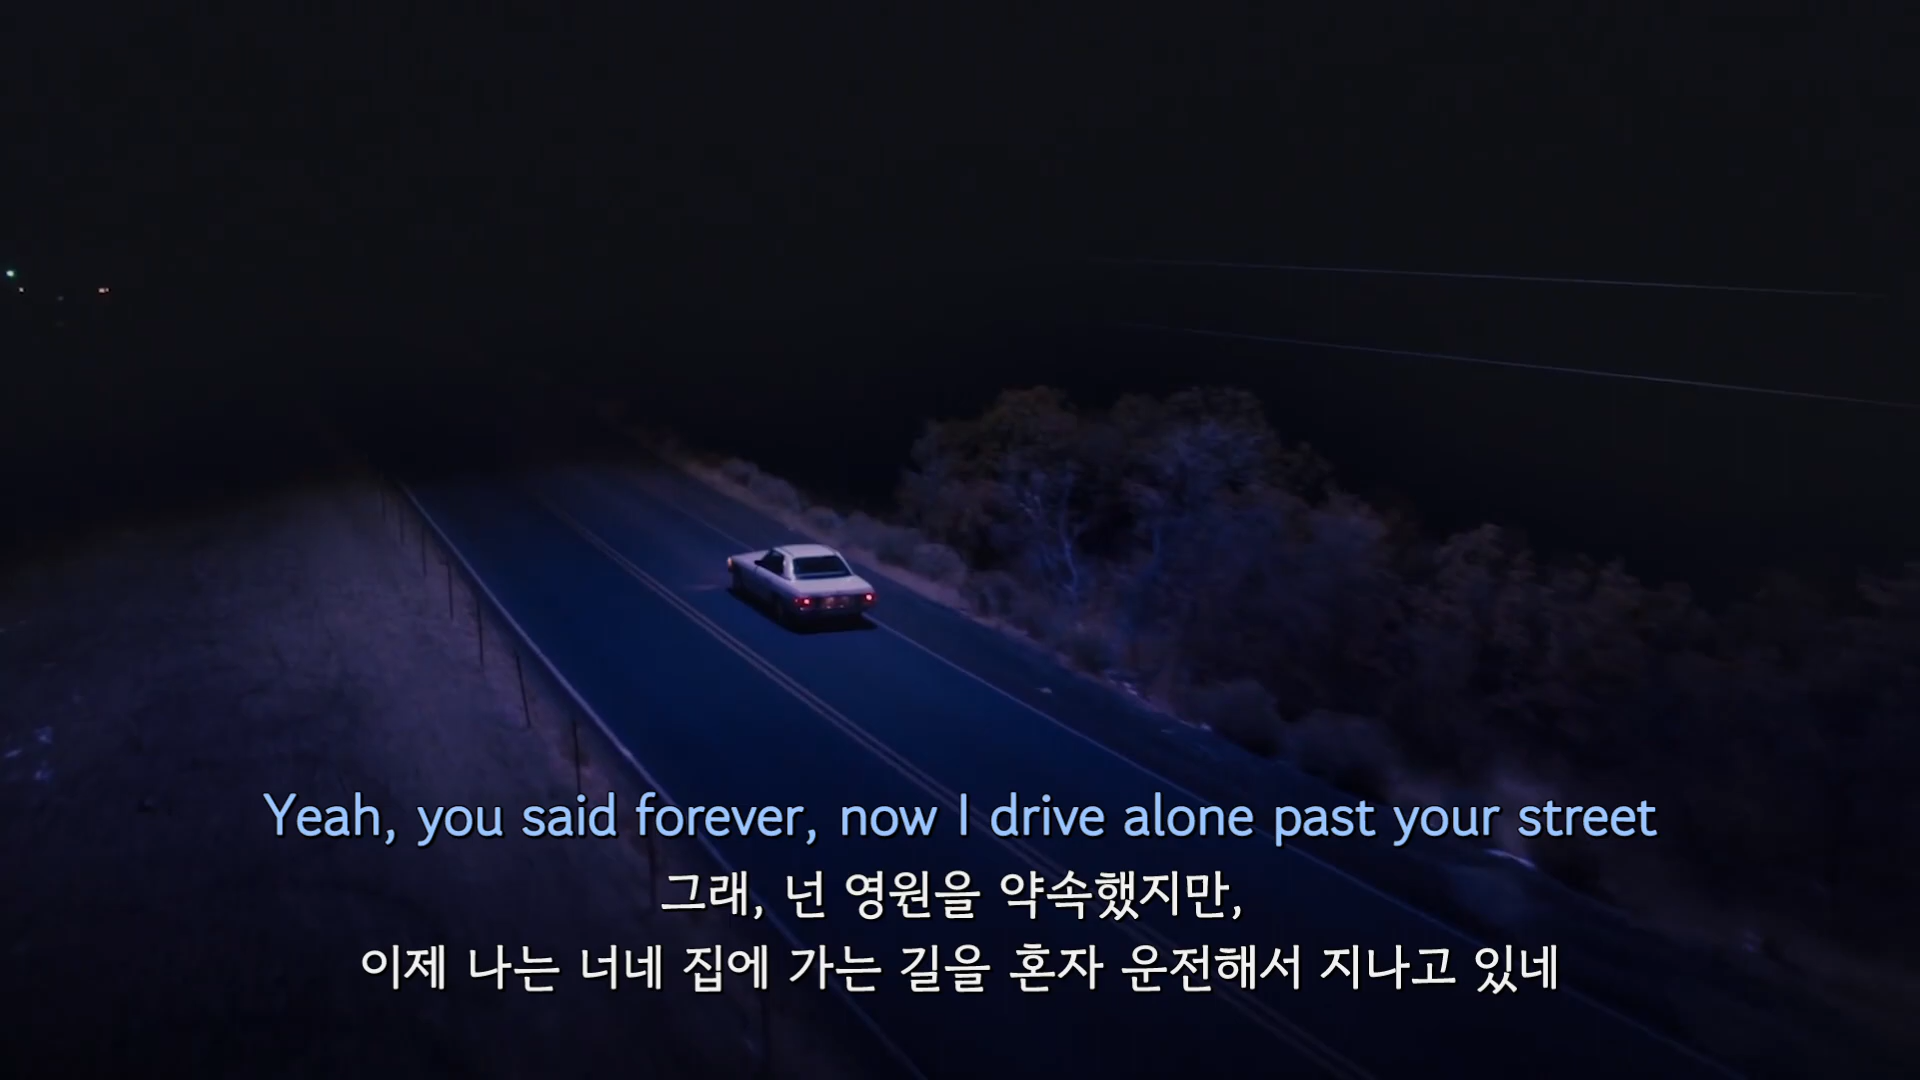 Yeah, you said forever, now I drive alone past your street
그래, 넌 영원을 약속했지만,
이제 나는 너네 집에 가는 길을 혼자 운전해서 지나고 있네